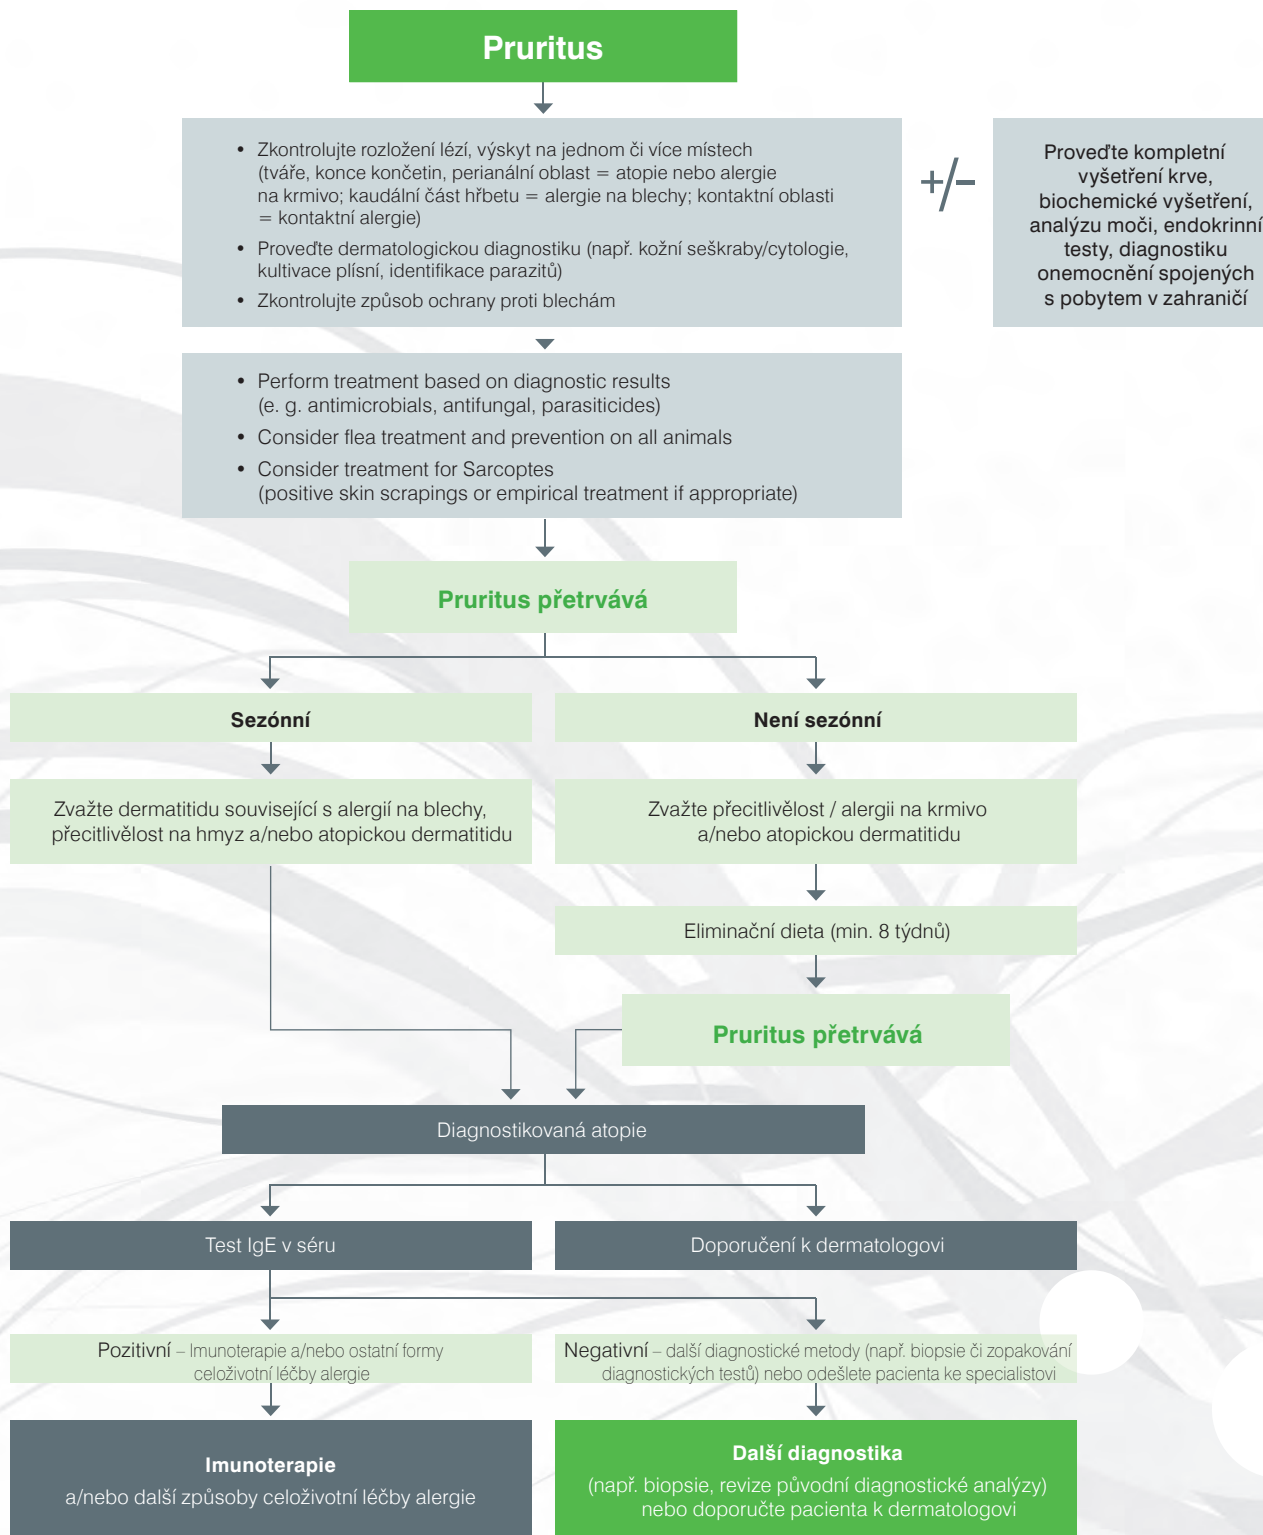 Pruritus
• Zkontrolujte rozložení lézí, výskyt na jednom či více místech
(tváře, konce končetin, perianální oblast = atopie nebo alergie
na krmivo; kaudální část hřbetu = alergie na blechy; kontaktní oblasti
= kontaktní alergie)
• Proveďte dermatologickou diagnostiku (např. kožní seškraby/cytologie,
kultivace plísní, identifikace parazitů)
• Zkontrolujte způsob ochrany proti blechám
+/-
Proveďte kompletní
vyšetření krve,
biochemické vyšetření,
analýzu moči, endokrinní
testy, diagnostiku
onemocnění spojených
s pobytem v zahraničí
• Perform treatment based on diagnostic results
(e. g. antimicrobials, antifungal, parasiticides)
• Consider flea treatment and prevention on all animals
• Consider treatment for Sarcoptes
(positive skin scrapings or empirical treatment if appropriate)
Pruritus přetrvává
Sezónní
Není sezónní
Zvažte dermatitidu související s alergií na blechy,
přecitlivělost na hmyz a/nebo atopickou dermatitidu
Zvažte přecitlivělost / alergii na krmivo
a/nebo atopickou dermatitidu
Eliminační dieta (min. 8 týdnů)
Pruritus přetrvává
Diagnostikovaná atopie
Test IgE v séru
Doporučení k dermatologovi
Pozitivní – Imunoterapie a/nebo ostatní formy
celoživotní léčby alergie
Negativní – další diagnostické metody (např. biopsie či zopakování
diagnostických testů) nebo odešlete pacienta ke specialistovi
Imunoterapie
a/nebo další způsoby celoživotní léčby alergie
Další diagnostika
(např. biopsie, revize původní diagnostické analýzy)
nebo doporučte pacienta k dermatologovi